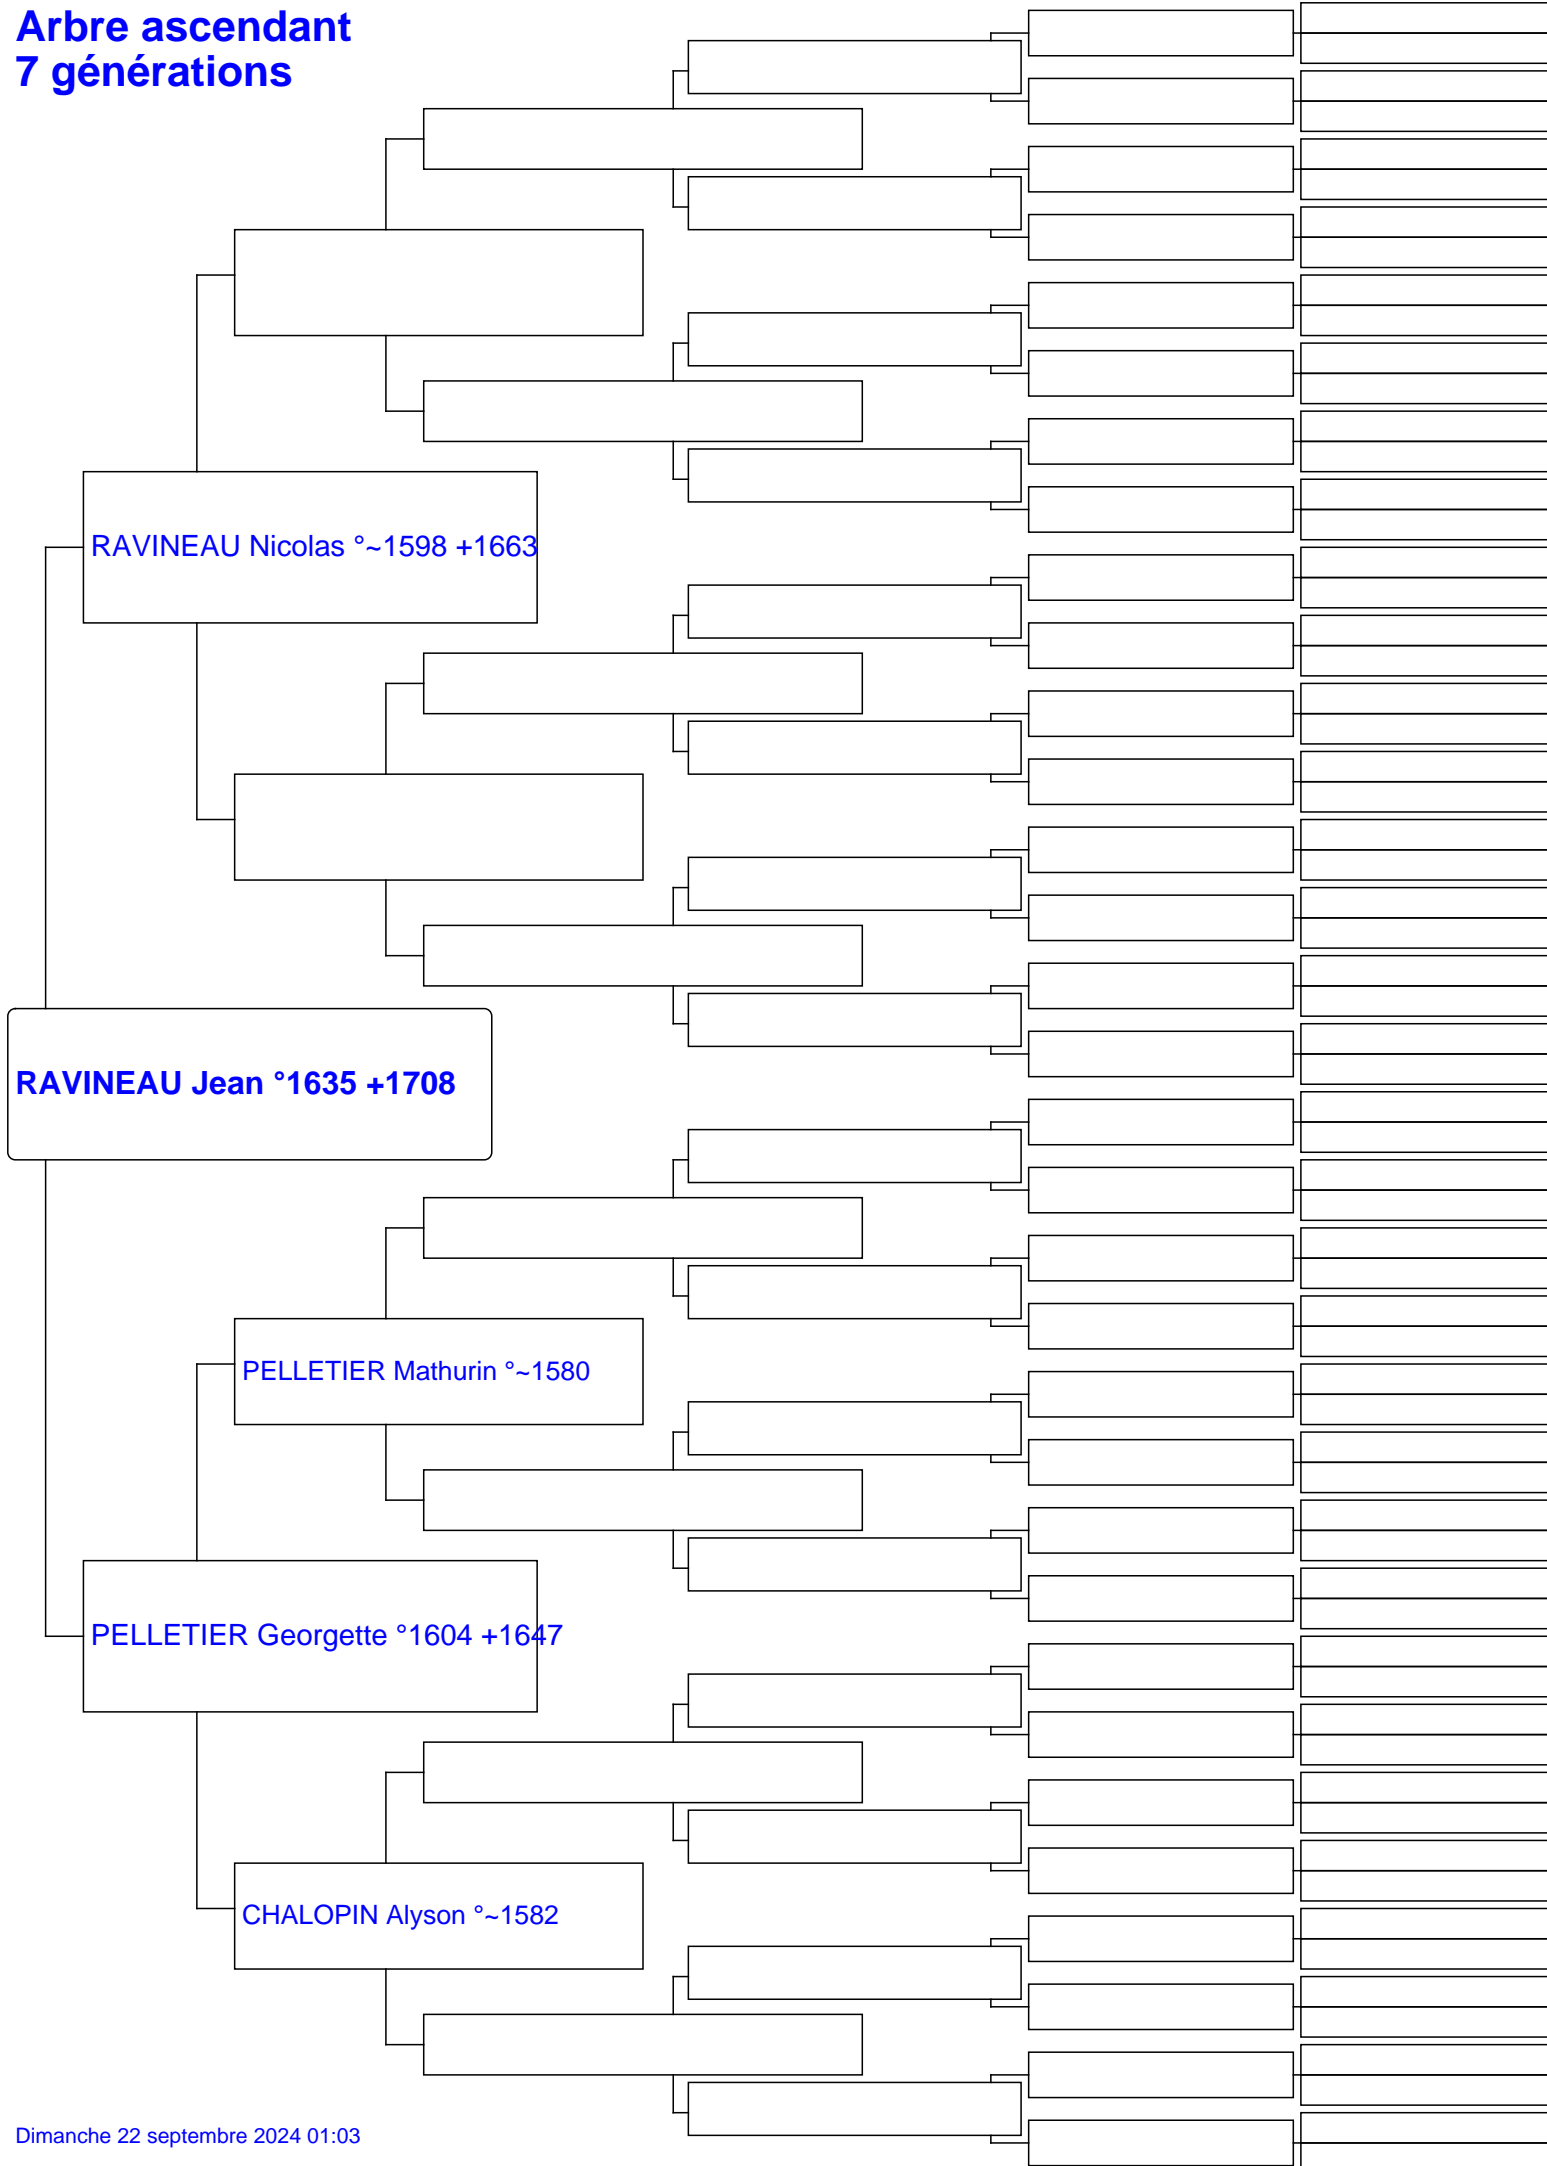 Arbre ascendant
7 générations
RAVINEAU Nicolas °~1598 +1663
RAVINEAU Jean °1635 +1708
PELLETIER Mathurin °~1580
PELLETIER Georgette °1604 +1647
CHALOPIN Alyson °~1582
Dimanche 22 septembre 2024 01:03